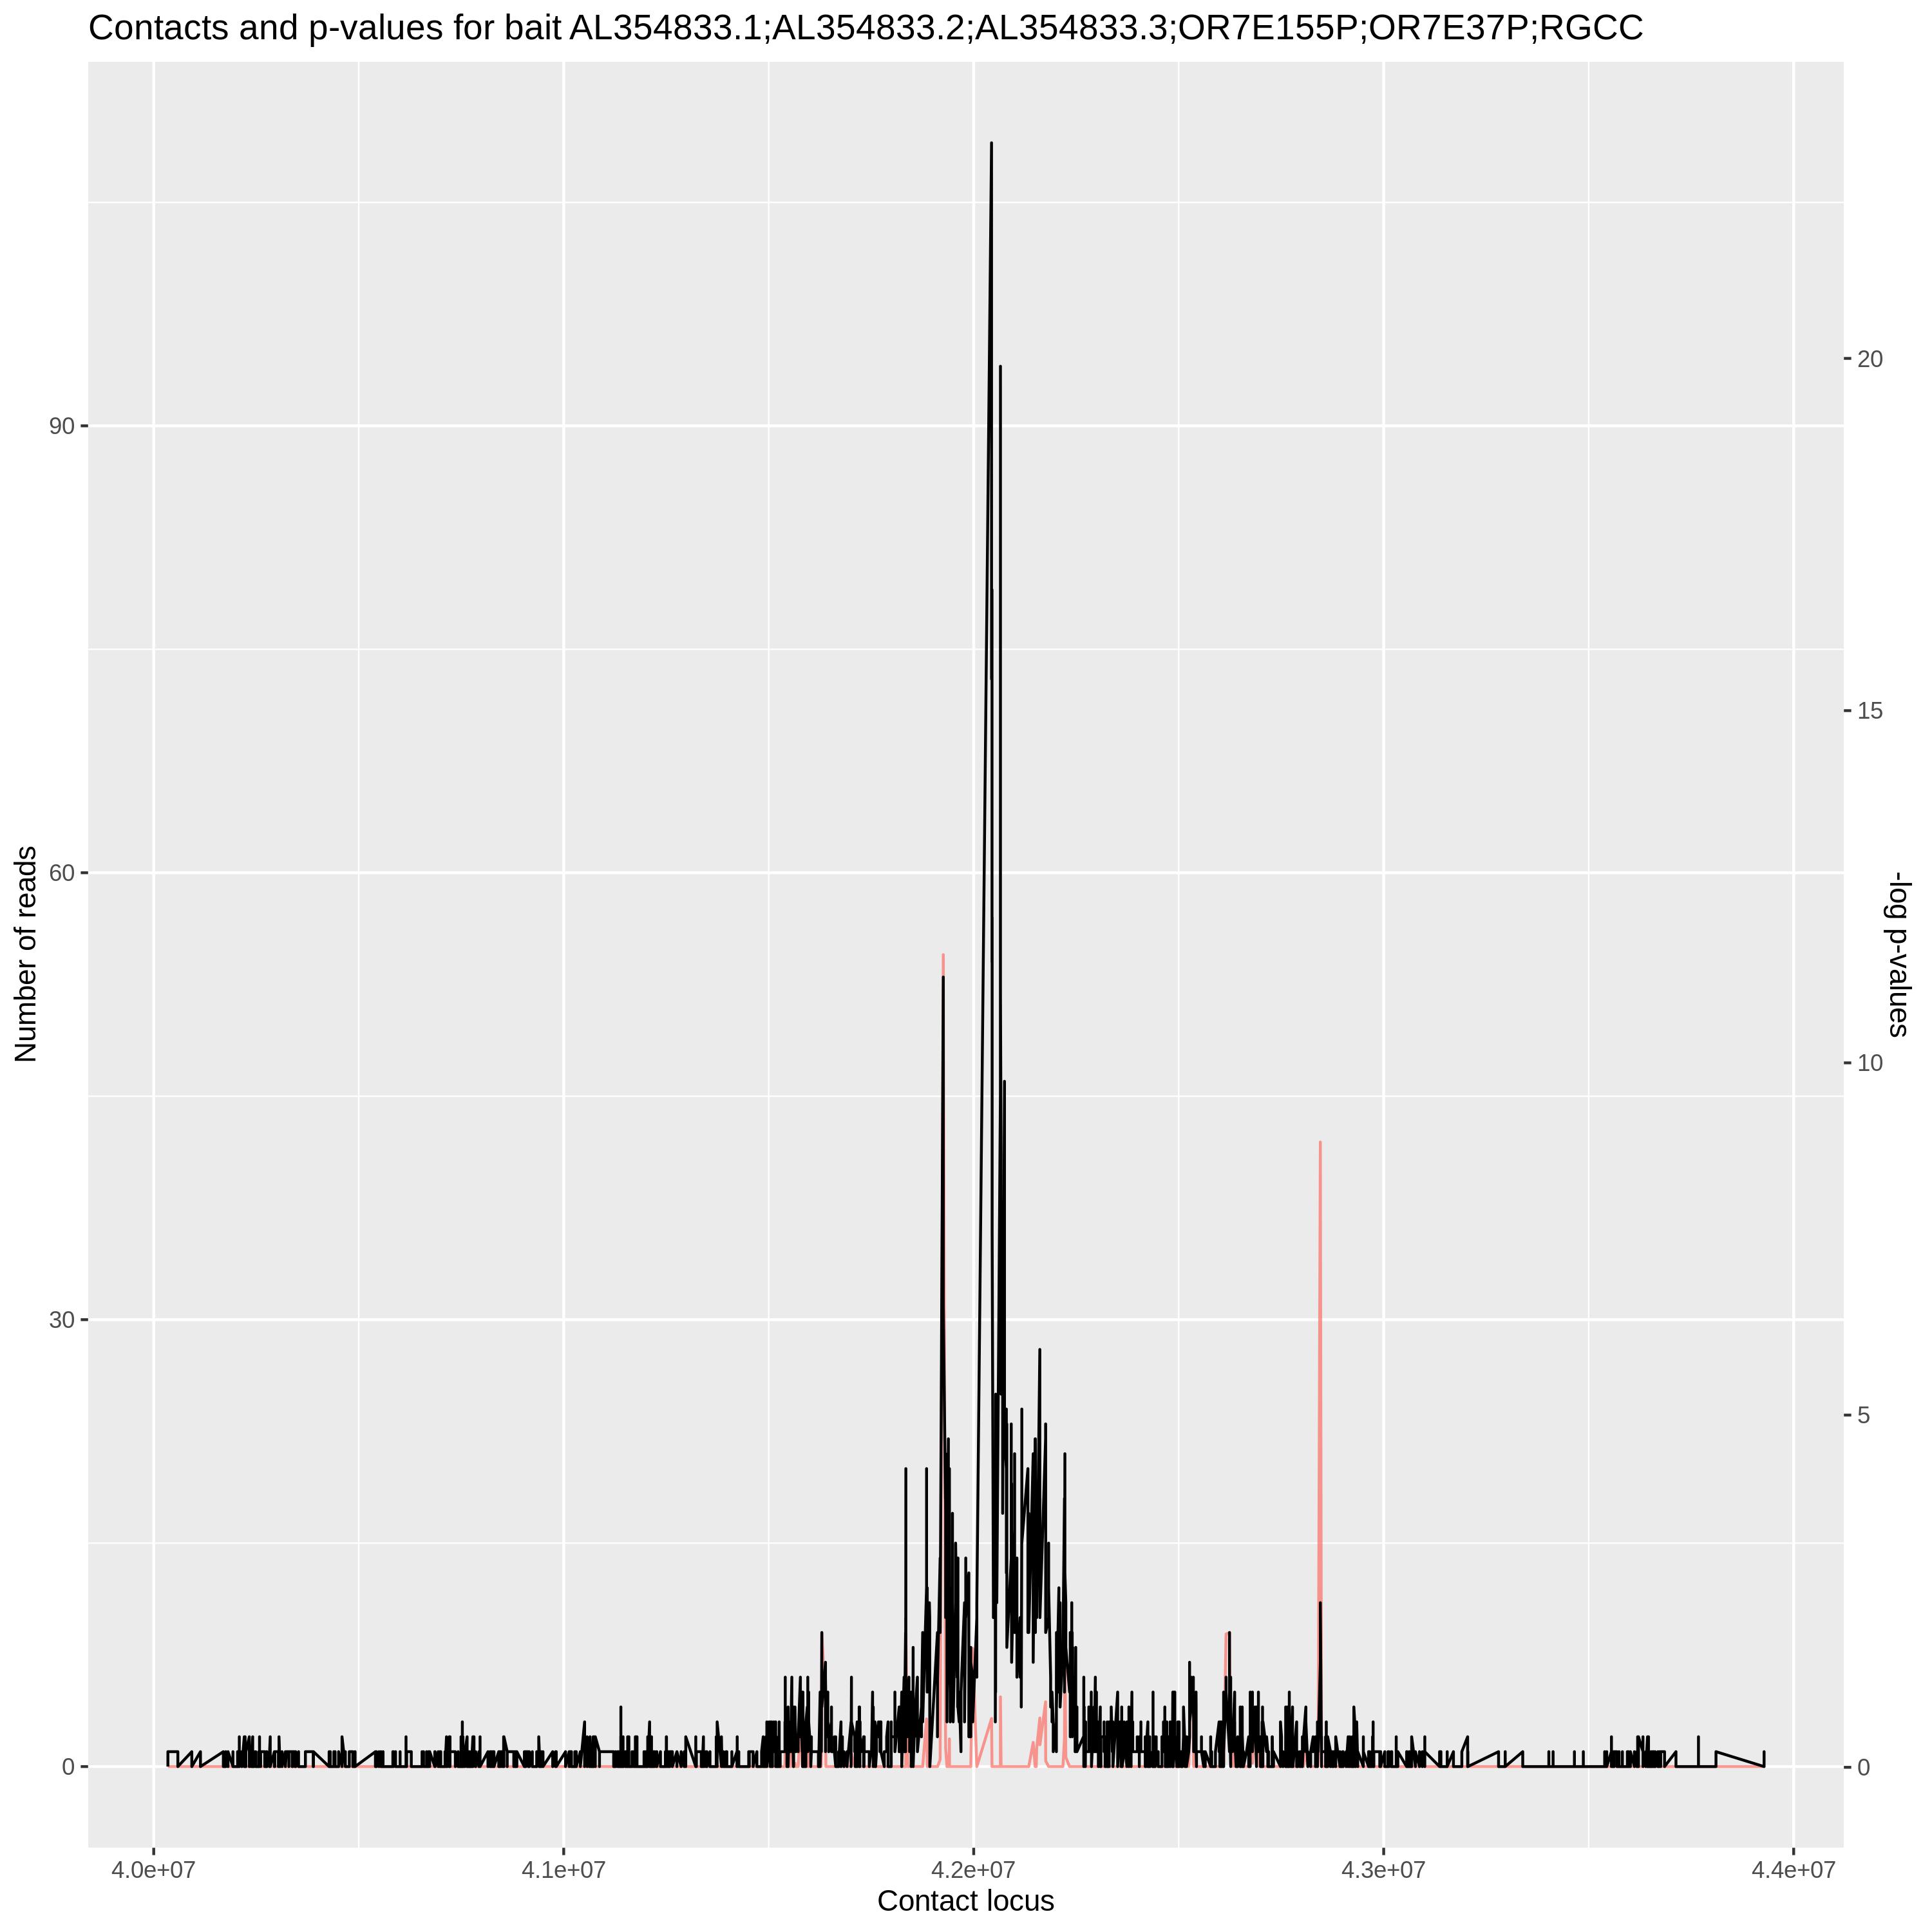 Contacts and p-values for bait AL354833.1;AL354833.2;AL354833.3;OR7E155P;OR7E37P;RGCC
90
60
30
0
Number of reads
20
15
10
5
0
-log p-values
4.0e+07
4.1e+07
4.2e+07
4.3e+07
4.4e+07
Contact locus